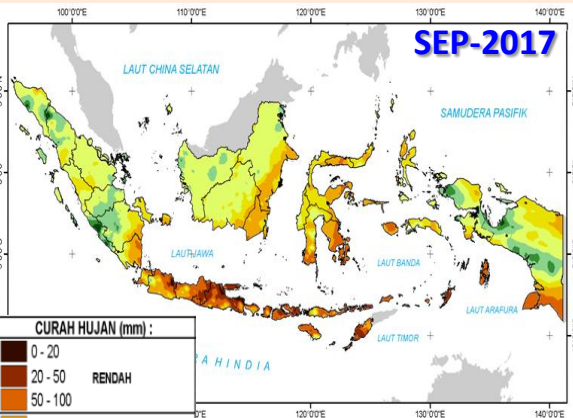 100°0'0"E 110°0'0"E 120°0'0"E 130°0'0"E 140°0'0"E
SEP-2017
LAUT CHINA SELATAN
SAMUDERA PASIFIK
LAUT JAWA
LAUT BANDA
LAUT ARAFURA
LAUT TIMOR
A H I N D I A
CURAH HUJAN (mm) :
0 - 20
20 - 50 RENDAH
50 - 100
120°0'0"E 130°0'0"E 140°0'0"E